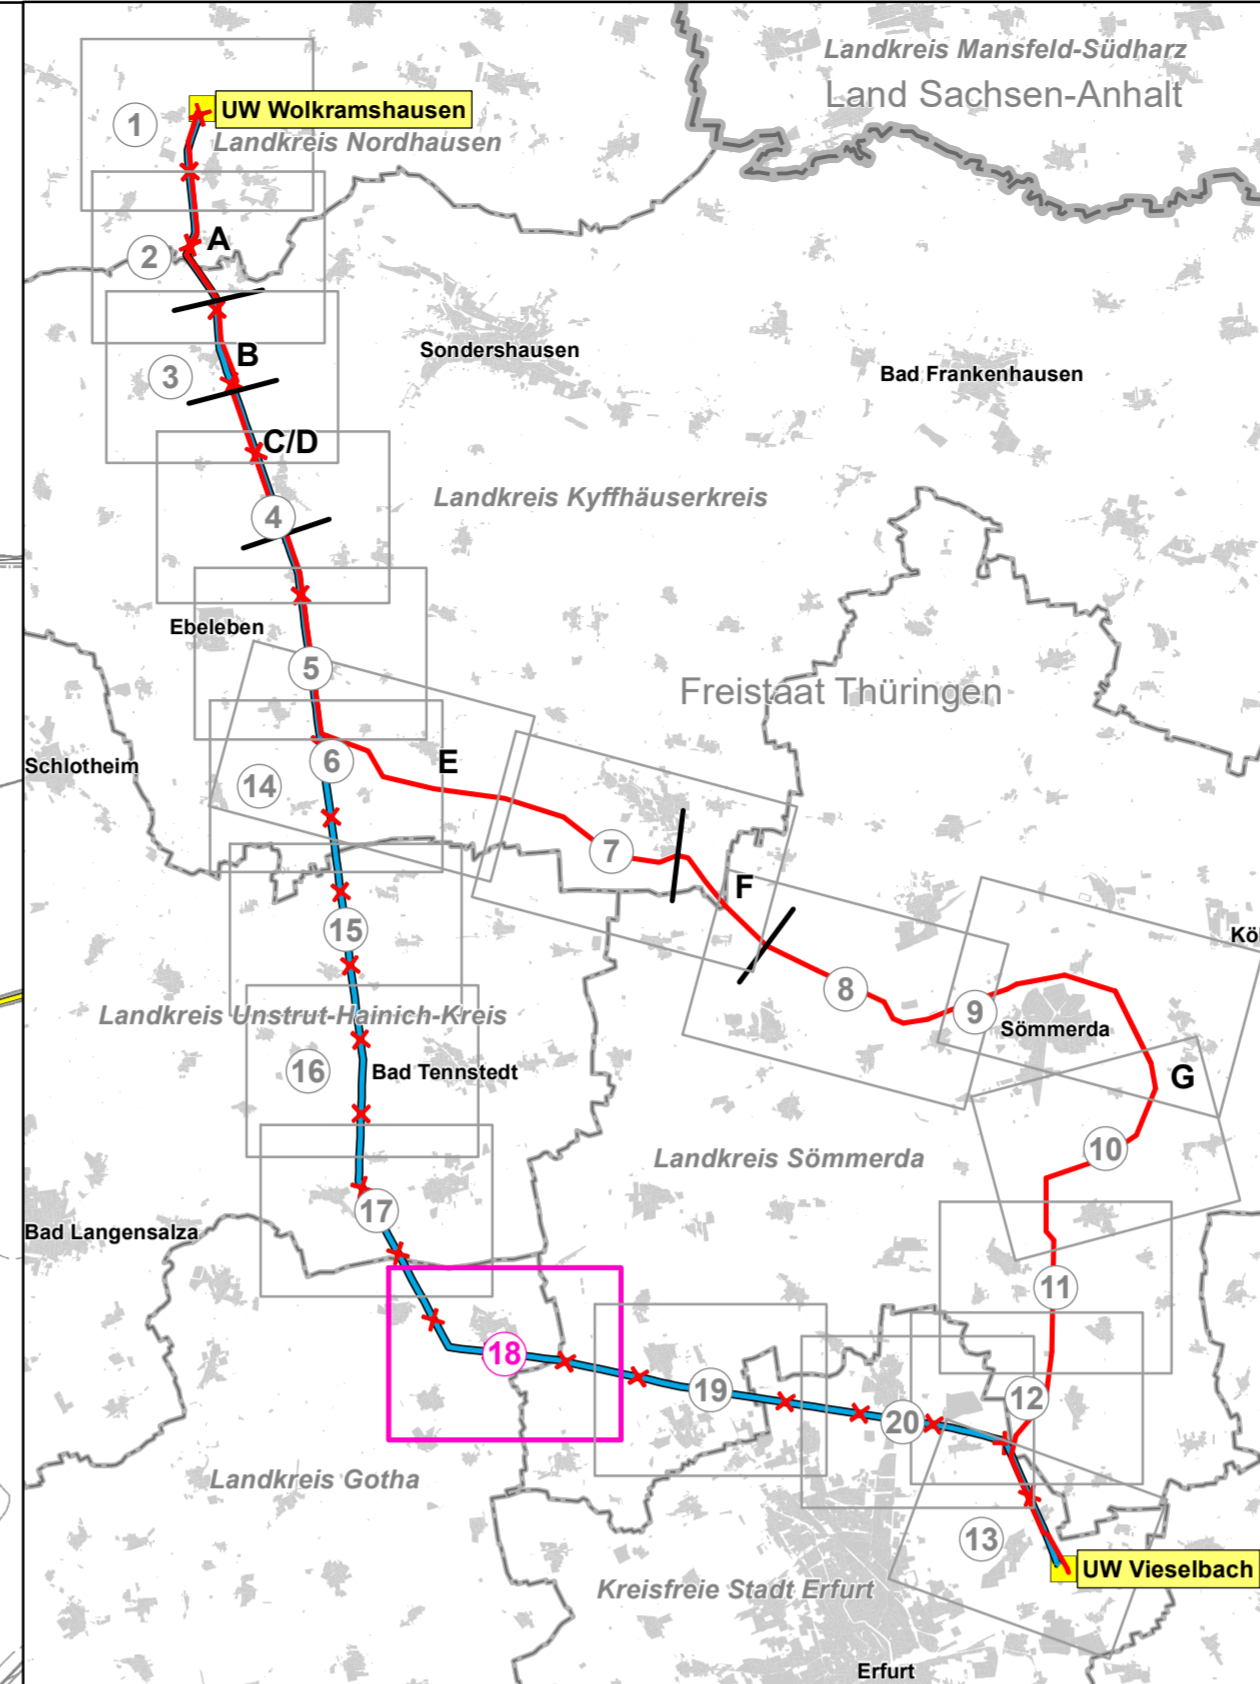 Landkreis Mansfeld-Südharz
Land Sachsen-Anhalt
UW Wolkramshausen
1
Landkreis Nordhausen
A
2
Sondershausen
B
3
Bad Frankenhausen
C/D
Landkreis Kyffhäuserkreis
4
Ebeleben
5
Freistaat Thüringen
Schlotheim
6
E
14
7
F
15
Kö
8
9
Landkreis Unstrut-Hainich-Kreis
Sömmerda
16
Bad Tennstedt
G
10
Landkreis Sömmerda
17
Bad Langensalza
11
18
19
12
20
Landkreis Gotha
13
UW Vieselbach
Kreisfreie Stadt Erfurt
Erfurt